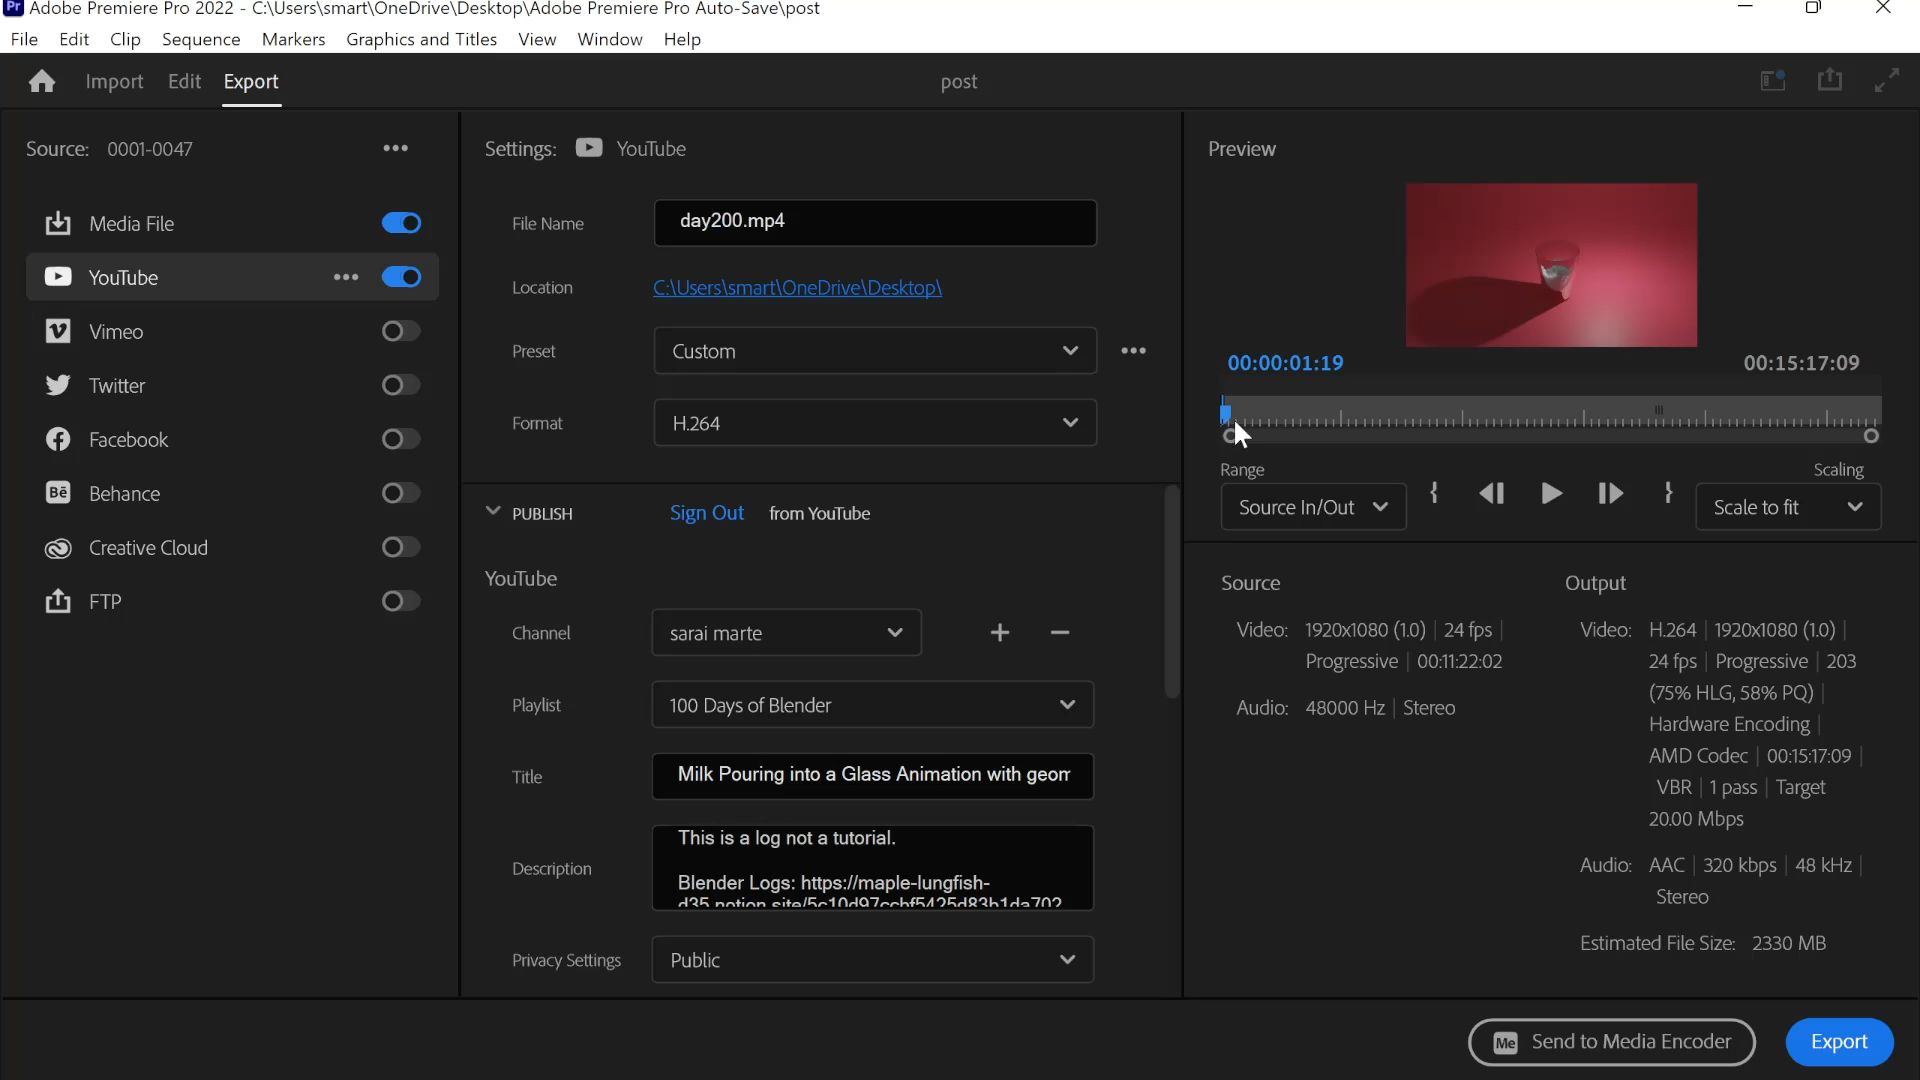 Pr Adobe Premiere Pro 2022 - C:\Users\smart\OneDrive\Desktop\Adobe Premiere Pro Auto-Save\post
File Edit Clip Sequence Markers Graphics and Titles View Window Help
Import Edit Export
post
Source: 0001-0047
Media File
YouTube
Vimeo
Twitter
Facebook
Bē Behance
Creative Cloud
FTP
Settings: YouTube
File Name day200.mp4
Location C:\Users\smart\OneDrive\Desktop\
Preset Custom
Format H.264
PUBLISH Sign Out from YouTube
YouTube
Channel sarai marte
Playlist 100 Days of Blender
Title Milk Pouring into a Glass Animation with geom
Description This is a log not a tutorial.
Blender Logs: https://maple-lungfish-
d35.notion.site/5c10d97ccbf5425d83b1da702
Privacy Settings Public
Preview
00:00:01:19 00:15:17:09
Range Scaling
Source In/Out Scale to fit
Source
Video: 1920x1080 (1.0) | 24 fps |
Progressive | 00:11:22:02
Audio: 48000 Hz | Stereo
Output
Video: H.264 | 1920x1080 (1.0) |
24 fps | Progressive | 203
(75% HLG, 58% PQ) |
Hardware Encoding |
AMD Codec | 00:15:17:09 |
VBR | 1 pass | Target
20.00 Mbps
Audio: AAC | 320 kbps | 48 kHz |
Stereo
Estimated File Size: 2330 MB
Me Send to Media Encoder Export